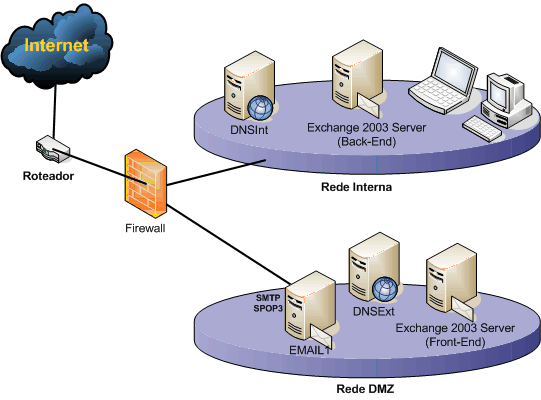 Internet
DNSInt
Exchange 2003 Server
(Back-End)
Roteador
Rede Interna
Firewall
SMTP
SPOP3
DNSExt
Exchange 2003 Server
(Front-End)
EMAIL1
Rede DMZ